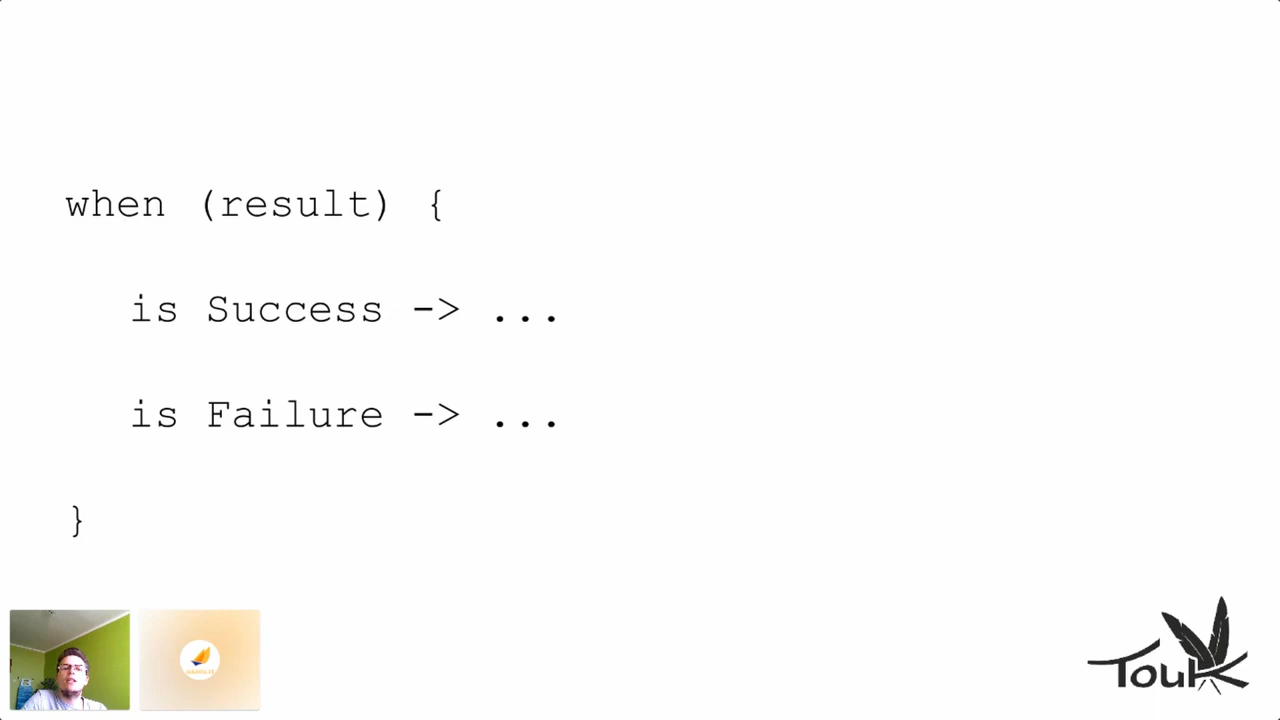 when (result) {
is Success -> ...
is Failure -> ...
}
TouK